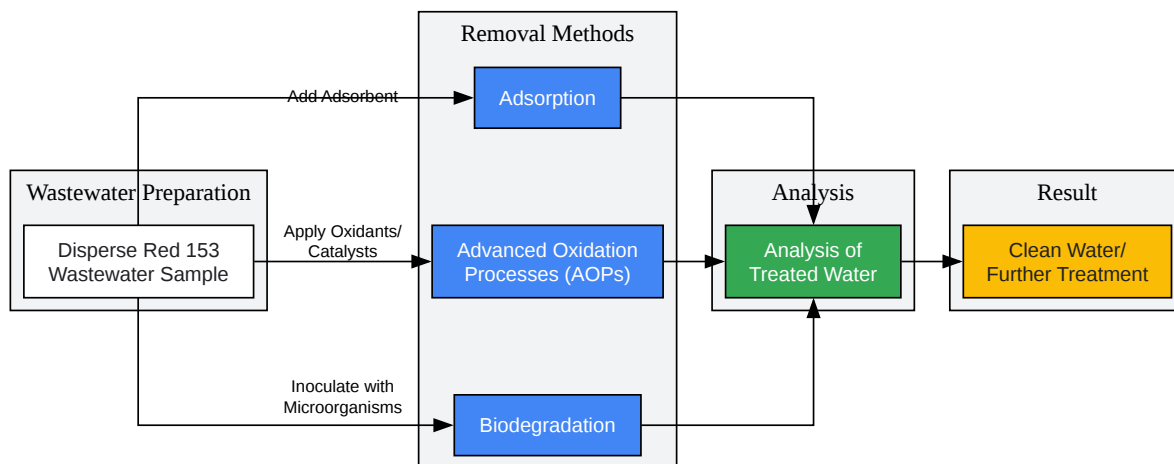 Removal Methods
Add Adsorbent
Adsorption
Wastewater Preparation
Disperse Red 153
Wastewater Sample
Apply Oxidants/
Catalysts
Advanced Oxidation
Processes (AOPs)
Analysis
Analysis of
Treated Water
Result
Clean Water/
Further Treatment
Inoculate with
Microorganisms
Biodegradation